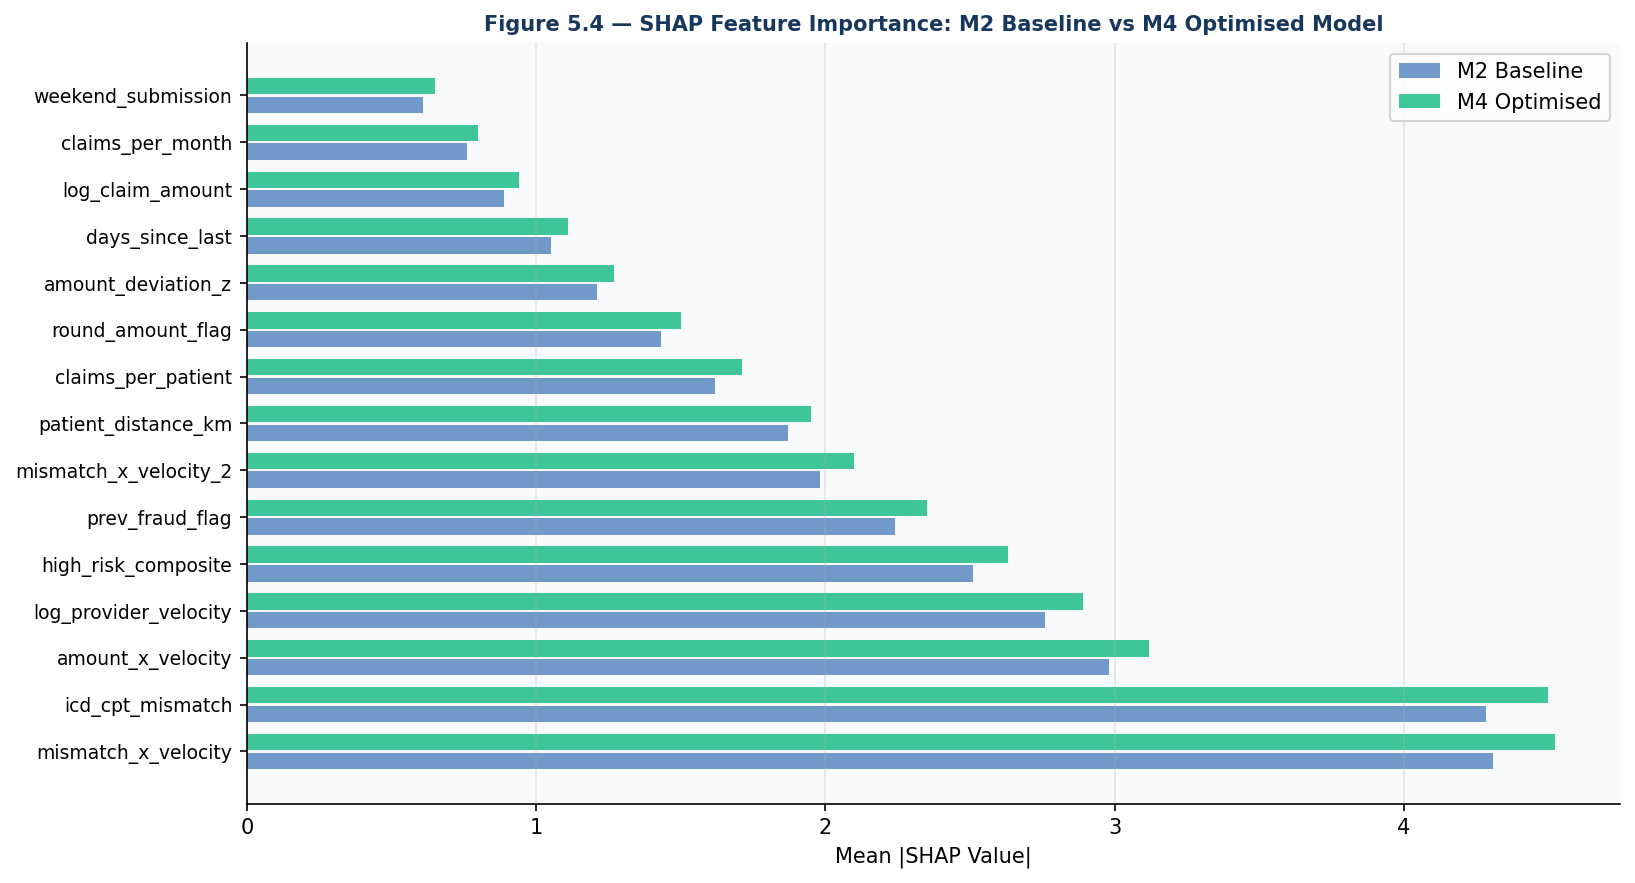 Figure 5.4 — SHAP Feature Importance: M2 Baseline vs M4 Optimised Model
M2 Baseline
M4 Optimised
weekend_submission
claims_per_month
log_claim_amount
days_since_last
amount_deviation_z
round_amount_flag
claims_per_patient
patient_distance_km
mismatch_x_velocity_2
prev_fraud_flag
high_risk_composite
log_provider_velocity
amount_x_velocity
icd_cpt_mismatch
mismatch_x_velocity
0 1 2 3 4
Mean |SHAP Value|